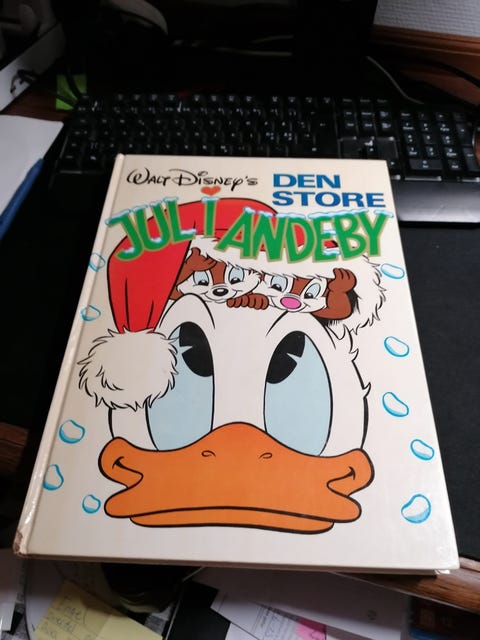 WALT DISNEY'S
DEN
STORE
JUL I ANDEBY